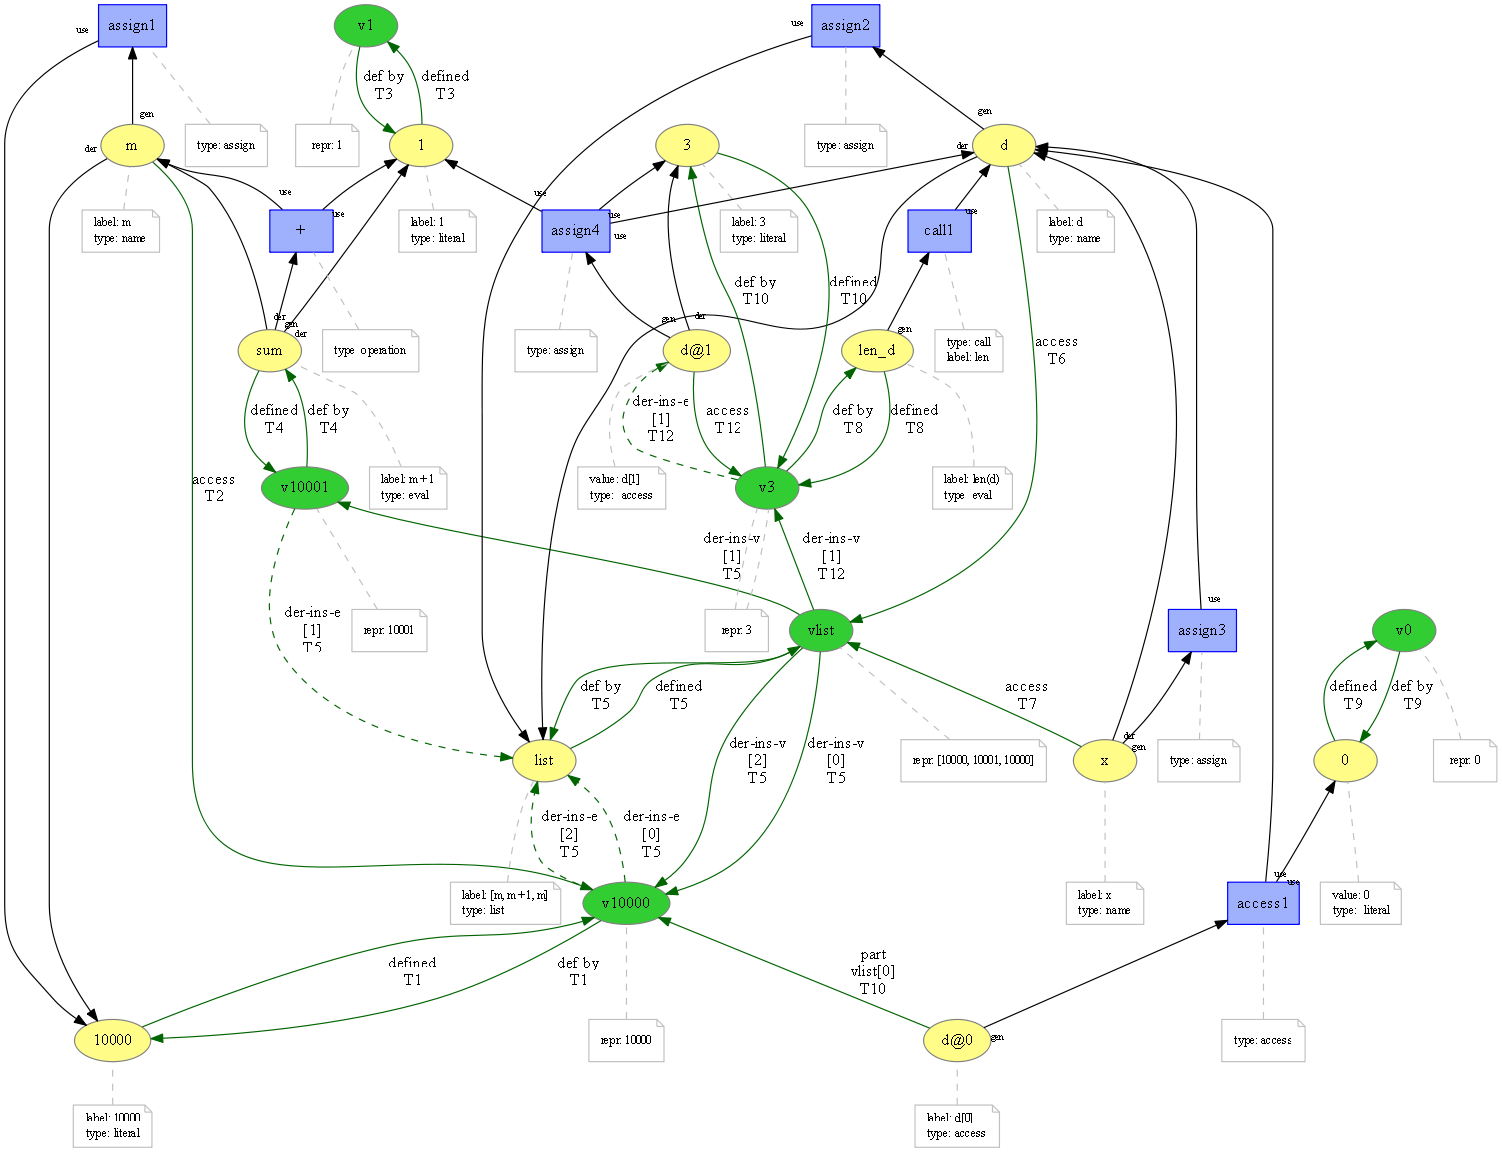 assign1
v1
assign2
use
use
def by
T3
defined
T3
gen
gen
m
type: assign
repr: 1
1
3
type: assign
d
der
der
use
use
use
label: m
type: name
+
use
label: 1
type: literal
assign4
use
use
label: 3
type: literal
call1
label: d
type: name
def by
T10
defined
T10
der
gen
der
gen
der
gen
sum
type operation
type: assign
d@1
len_d
type: call
label: len
access
T6
defined
T4
def by
T4
der-ins-e
[1]
T12
access
T12
def by
T8
defined
T8
access
T2
v10001
label: m+1
type: eval
value: d[1]
type: access
v3
label: len(d)
type eval
der-ins-v
[1]
T5
der-ins-v
[1]
T12
use
der-ins-e
[1]
T5
repr: 10001
repr: 3
vlist
assign3
v0
def by
T5
defined
T5
access
T7
defined
T9
def by
T9
der-ins-v
[2]
T5
der-ins-v
[0]
T5
der
gen
list
repr: [10000, 10001, 10000]
x
type: assign
0
repr: 0
der-ins-e
[2]
T5
der-ins-e
[0]
T5
use
use
label: [m, m+1, m]
type: list
v10000
label: x
type: name
access1
value: 0
type: literal
defined
T1
def by
T1
part
vlist[0]
T10
10000
repr: 10000
d@0
gen
type: access
label: 10000
type: literal
label: d[0]
type: access